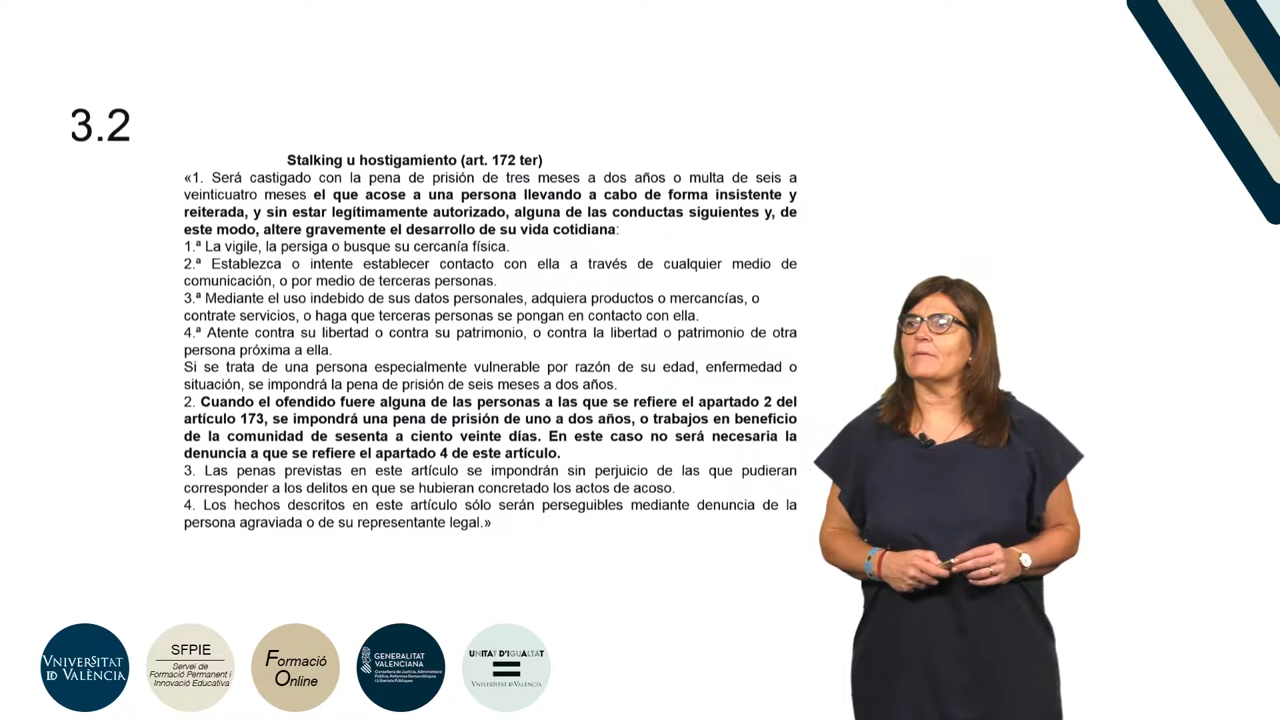 3.2
Stalking u hostigamiento (art. 172 ter)
«1. Será castigado con la pena de prisión de tres meses a dos años o multa de seis a
veinticuatro meses el que acose a una persona llevando a cabo de forma insistente y
reiterada, y sin estar legítimamente autorizado, alguna de las conductas siguientes y, de
este modo, altere gravemente el desarrollo de su vida cotidiana:
1.ª La vigile, la persiga o busque su cercanía física.
2.ª Establezca o intente establecer contacto con ella a través de cualquier medio de
comunicación, o por medio de terceras personas.
3.ª Mediante el uso indebido de sus datos personales, adquiera productos o mercancías, o
contrate servicios, o haga que terceras personas se pongan en contacto con ella.
4.ª Atente contra su libertad o contra su patrimonio, o contra la libertad o patrimonio de otra
persona próxima a ella.
Si se trata de una persona especialmente vulnerable por razón de su edad, enfermedad o
situación, se impondrá la pena de prisión de seis meses a dos años.
2. Cuando el ofendido fuere alguna de las personas a las que se refiere el apartado 2 del
artículo 173, se impondrá una pena de prisión de uno a dos años, o trabajos en beneficio
de la comunidad de sesenta a ciento veinte días. En este caso no será necesaria la
denuncia a que se refiere el apartado 4 de este artículo.
3. Las penas previstas en este artículo se impondrán sin perjuicio de las que pudieran
corresponder a los delitos en que se hubieran concretado los actos de acoso.
4. Los hechos descritos en este artículo sólo serán perseguibles mediante denuncia de la
persona agraviada o de su representante legal.»
VNIVERSITAT
ID VALÈNCIA
SFPIE
Servei de
Formació Permanent i
Innovació Educativa
Formació
Online
GENERALITAT
VALENCIANA
Conselleria de Justícia, Administració
Pública, Reformes Democràtiques
i Llibertats Públiques
UNITAT D'IGUALTAT
VNIVERSITAT ID VALÈNCIA